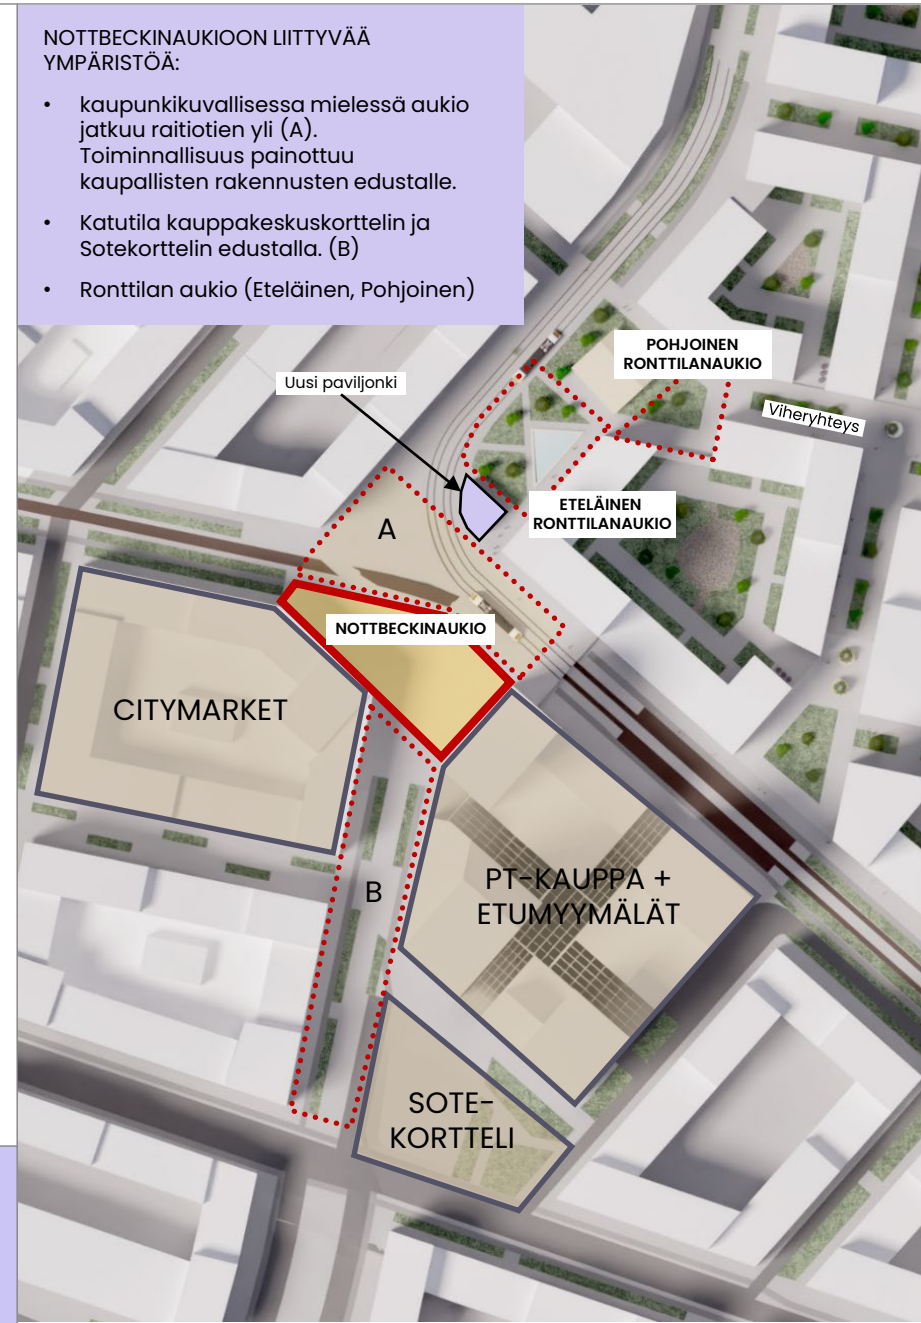 NOTTBECKINAUKIOON LIITTYVÄÄ
YMPÄRISTÖÄ:
• kaupunkikuvallisessa mielessä aukio
jatkuu raitiotien yli (A).
Toiminnallisuus painottuu
kaupallisten rakennusten edustalle.
• Katutila kauppakeskuskorttelin ja
Sotekorttelin edustalla. (B)
• Ronttilan aukio (Eteläinen, Pohjoinen)
POHJOINEN
RONTTILANAUKIO
Uusi paviljonki
Viheryhteys
ETELÄINEN
RONTTILANAUKIO
A
NOTTBECKINAUKIO
CITYMARKET
B
PT-KAUPPA +
ETUMYYMÄLÄT
SOTE-
KORTTELI